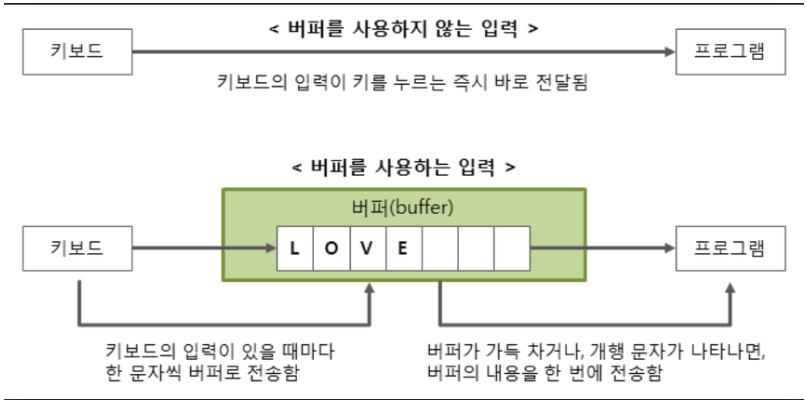 < 버퍼를 사용하지 않는 입력 >
키보드
프로그램
키보드의 입력이 키를 누르는 즉시 바로 전달됨
< 버퍼를 사용하는 입력 >
버퍼(buffer)
키보드
L O V E
프로그램
키보드의 입력이 있을 때마다
한 문자씩 버퍼로 전송함
버퍼가 가득 차거나, 개행 문자가 나타나면,
버퍼의 내용을 한 번에 전송함